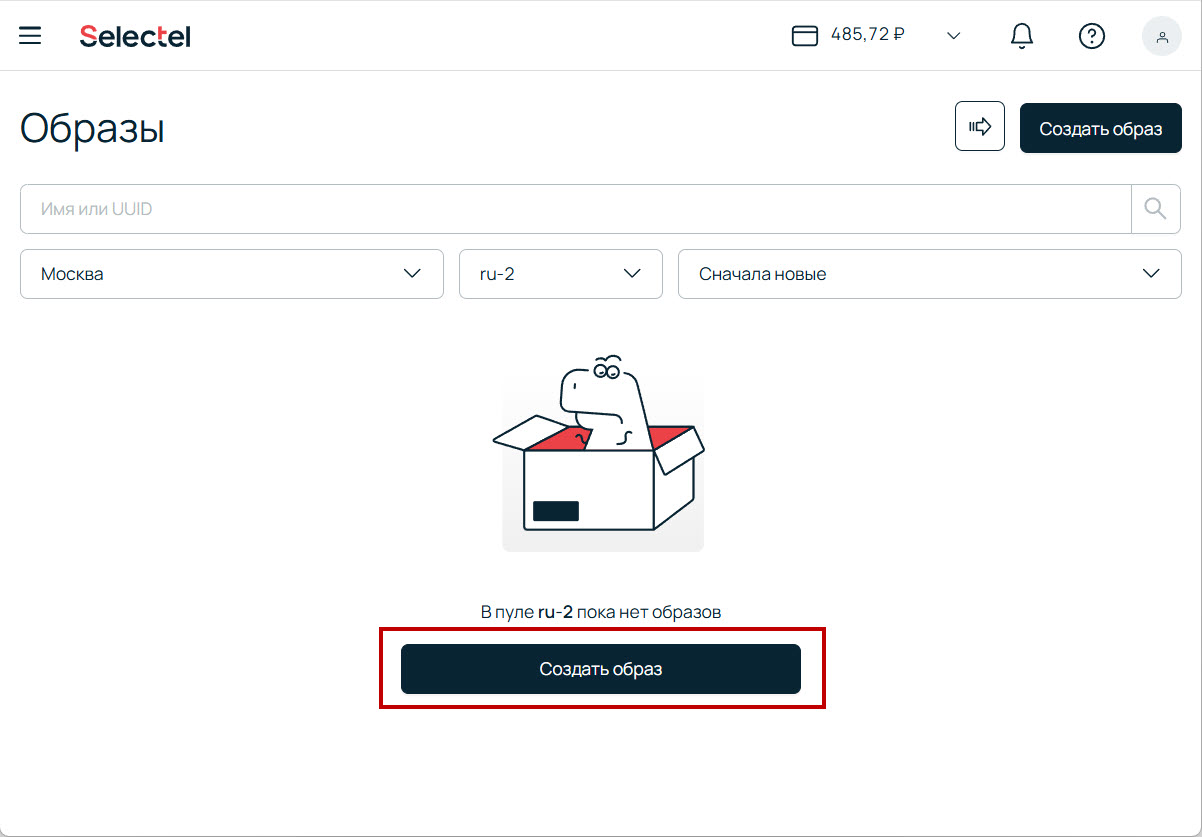 Selectel
485,72 ₽
Образы
Создать образ
Имя или UUID
Москва
ru-2
Сначала новые
В пуле ru-2 пока нет образов
Создать образ